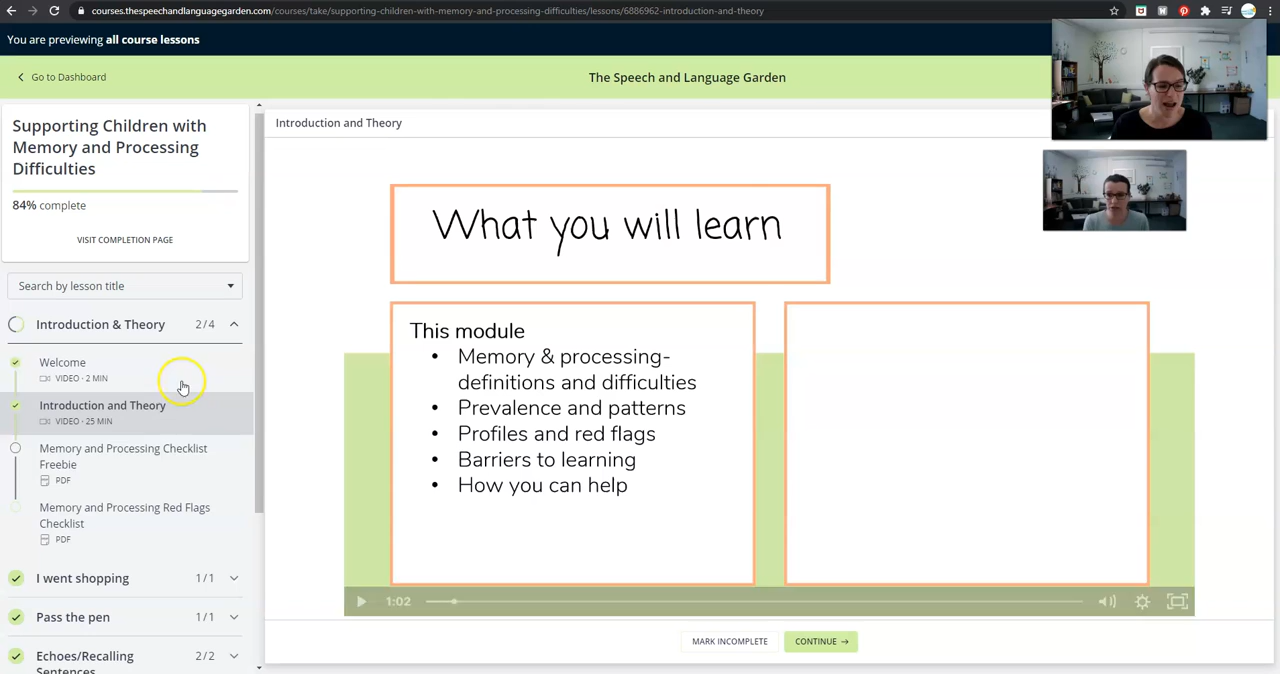 courses.thespeechandlanguagegarden.com/courses/take/supporting-children-with-memory-and-processing-difficulties/lessons/6886962-introduction-and-theory
You are previewing all course lessons
Go to Dashboard
The Speech and Language Garden
Supporting Children with
Memory and Processing
Difficulties
84% complete
VISIT COMPLETION PAGE
Search by lesson title
Introduction & Theory 2/4
Welcome
VIDEO · 2 MIN
Introduction and Theory
VIDEO · 25 MIN
Memory and Processing Checklist
Freebie
PDF
Memory and Processing Red Flags
Checklist
PDF
I went shopping 1/1
Pass the pen 1/1
Echoes/Recalling 2/2
Sentences
Introduction and Theory
What you will learn
This module
• Memory & processing-
definitions and difficulties
• Prevalence and patterns
• Profiles and red flags
• Barriers to learning
• How you can help
1:02
MARK INCOMPLETE
CONTINUE →